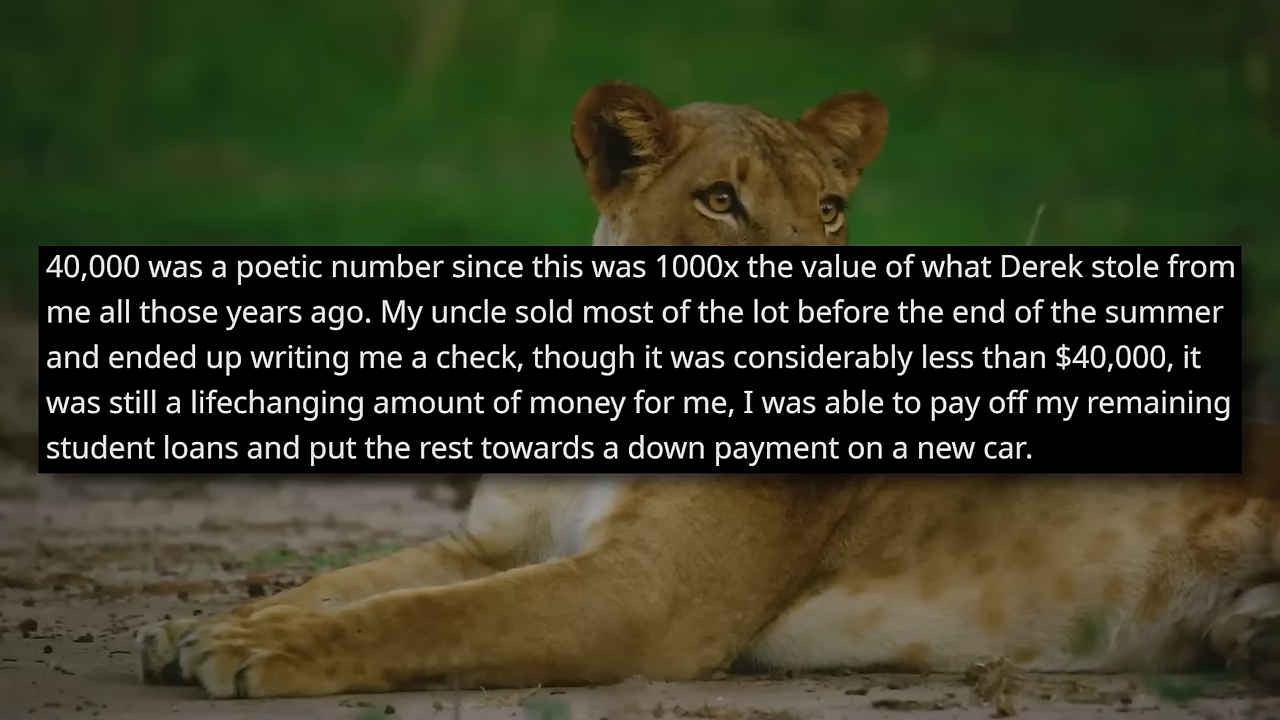 40,000 was a poetic number since this was 1000x the value of what Derek stole from
me all those years ago. My uncle sold most of the lot before the end of the summer
and ended up writing me a check, though it was considerably less than $40,000, it
was still a lifechanging amount of money for me, I was able to pay off my remaining
student loans and put the rest towards a down payment on a new car.